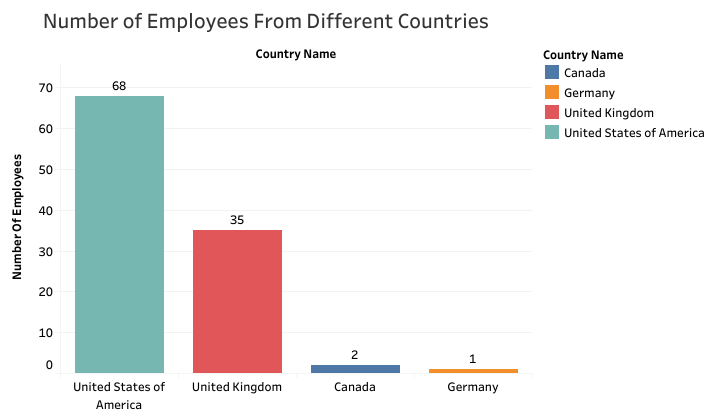 Number of Employees From Different Countries
Country Name
Country Name
Canada
Germany
United Kingdom
United States of America
Number Of Employees
70
60
50
40
30
20
10
0
68
35
2
1
United States of
America
United Kingdom
Canada
Germany